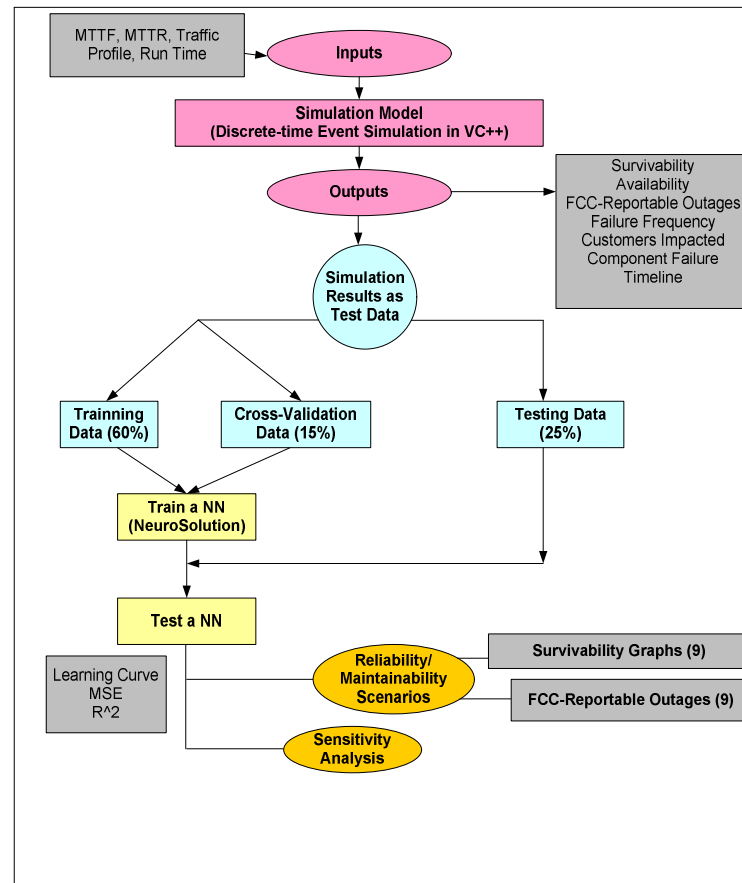 MTTF, MTTR, Traffic
Profile, Run Time
Inputs
Simulation Model
(Discrete-time Event Simulation in VC++)
Outputs
Survivability
Availability
FCC-Reportable Outages
Failure Frequency
Customers Impacted
Component Failure
Timeline
Simulation
Results as
Test Data
Trainning
Data (60%)
Cross-Validation
Data (15%)
Testing Data
(25%)
Train a NN
(NeuroSolution)
Test a NN
Learning Curve
MSE
R^2
Reliability/
Maintainability
Scenarios
Survivability Graphs (9)
FCC-Reportable Outages (9)
Sensitivity
Analysis